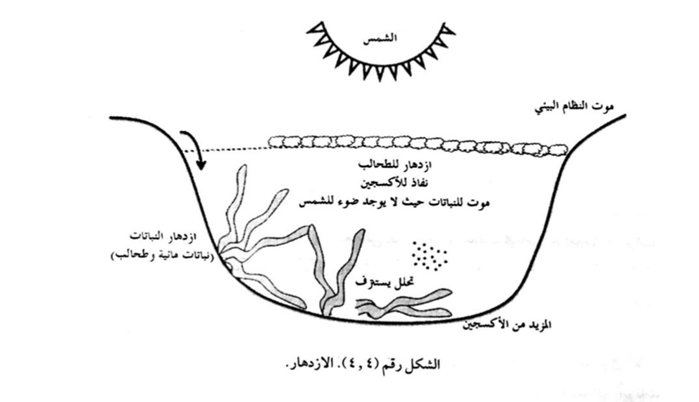 الشمس
موت النظام البيئي
ازدهار للطحالب
نفاذ للأكسجين
موت للنباتات حيث لا يوجد ضوء للشمس
ازدهار النباتات
(نباتات مائية وطحالب)
تحلل يستنزف
المزيد من الأكسجين
الشكل رقم (٤,٤). الازدهار.